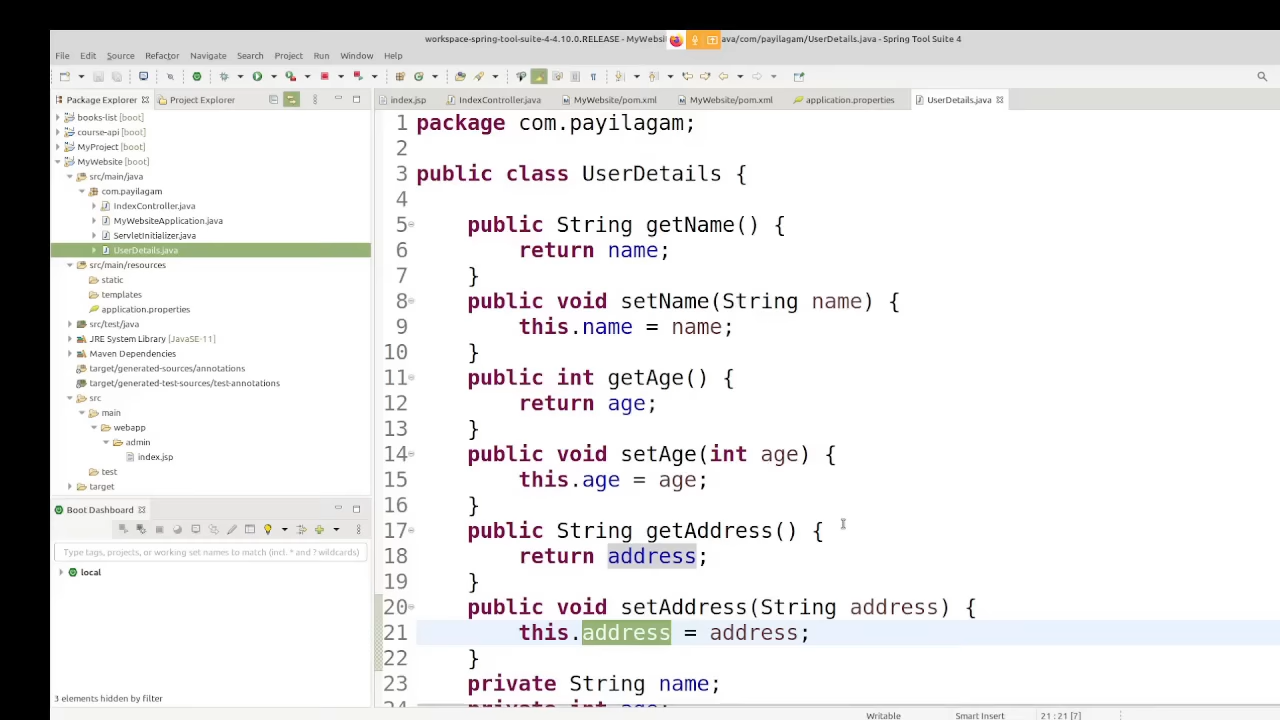 workspace-spring-tool-suite-4-4.10.0.RELEASE - MyWebsi ava/com/payilagam/UserDetails.java - Spring Tool Suite 4
File Edit Source Refactor Navigate Search Project Run Window Help
Package Explorer Project Explorer
index.jsp IndexController.java MyWebsite/pom.xml MyWebsite/pom.xml application.properties UserDetails.java
books-list [boot]
course-api [boot]
MyProject [boot]
MyWebsite [boot]
src/main/java
com.payilagam
IndexController.java
MyWebsiteApplication.java
ServletInitializer.java
UserDetails.java
src/main/resources
static
templates
application.properties
src/test/java
JRE System Library [JavaSE-11]
Maven Dependencies
target/generated-sources/annotations
target/generated-test-sources/test-annotations
src
main
webapp
admin
index.jsp
test
target
Boot Dashboard
Type tags, projects, or working set names to match (incl. * and ? wildcards)
local
3 elements hidden by filter
1 package com.payilagam;
2
3 public class UserDetails {
4
5 public String getName() {
6 return name;
7 }
8 public void setName(String name) {
9 this.name = name;
10 }
11 public int getAge() {
12 return age;
13 }
14 public void setAge(int age) {
15 this.age = age;
16 }
17 public String getAddress() {
18 return address;
19 }
20 public void setAddress(String address) {
21 this.address = address;
22 }
23 private String name;
24 private int age;
Writable Smart Insert 21 : 21 [7]